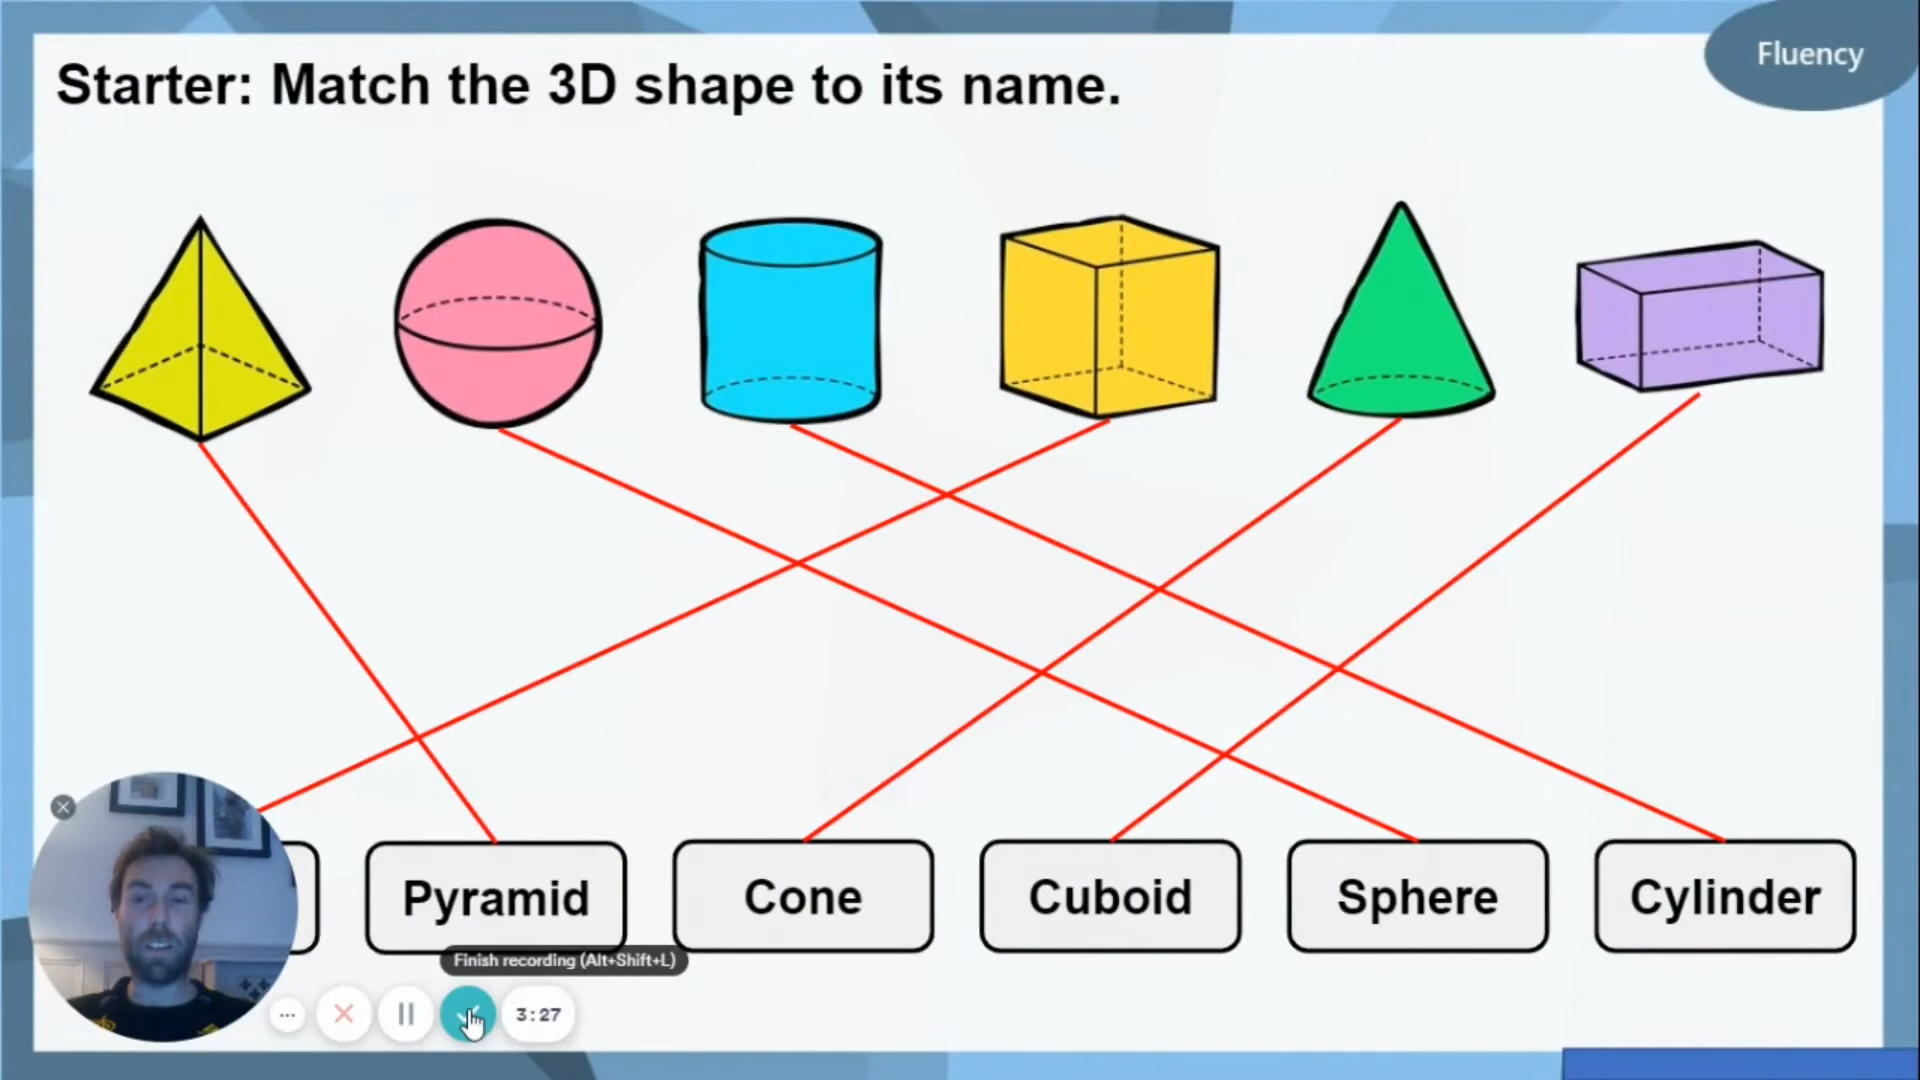 Fluency
Starter: Match the 3D shape to its name.
Pyramid
Cone
Cuboid
Sphere
Cylinder
Finish recording (Alt+Shift+L)
3:27